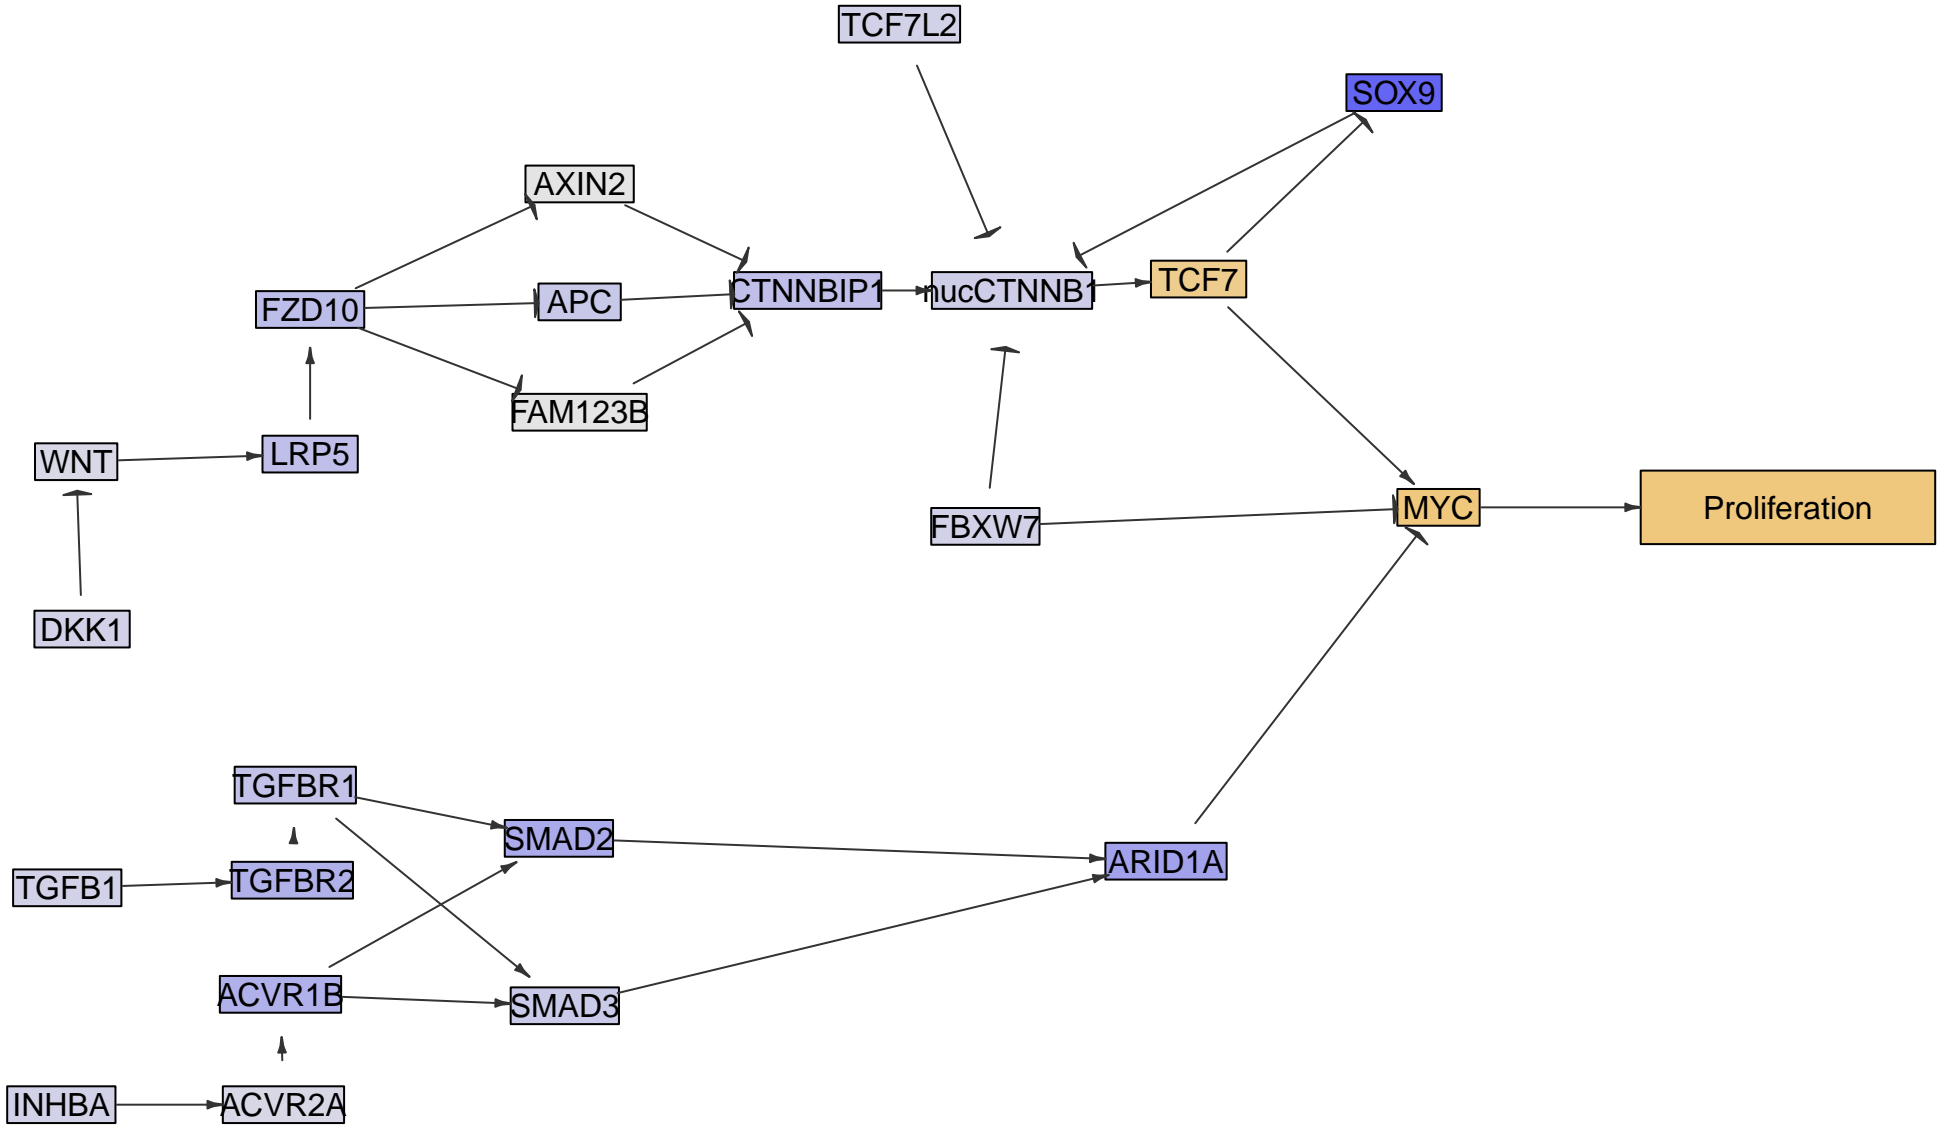 TCF7L2
SOX9
AXIN2
TCF7
CTNNBIP1
nucCTNNB1
APC
FZD10
FAM123B
LRP5
WNT
MYC
Proliferation
FBXW7
DKK1
TGFBR1
SMAD2
ARID1A
TGFBR2
TGFB1
ACVR1B
SMAD3
INHBA
ACVR2A